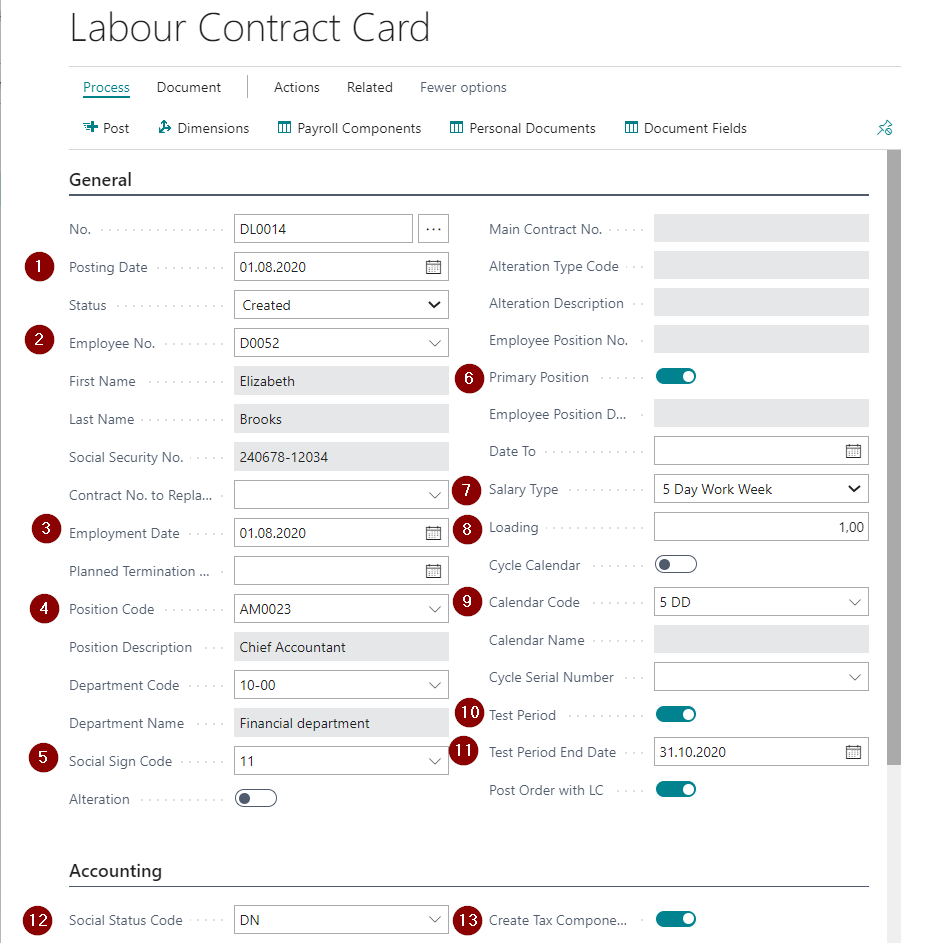 Labour Contract Card
Process Document Actions Related Fewer options
Post Dimensions Payroll Components Personal Documents Document Fields
General
No. DL0014 ...
1 Posting Date 01.08.2020
Status Created
2 Employee No. D0052
First Name Elizabeth
Last Name Brooks
Social Security No. 240678-12034
Contract No. to Repla...
3 Employment Date 01.08.2020
Planned Termination ...
4 Position Code AM0023
Position Description Chief Accountant
Department Code 10-00
Department Name Financial department
5 Social Sign Code 11
Alteration
Main Contract No.
Alteration Type Code
Alteration Description
Employee Position No.
6 Primary Position
Employee Position D...
Date To
7 Salary Type 5 Day Work Week
8 Loading 1,00
Cycle Calendar
9 Calendar Code 5 DD
Calendar Name
Cycle Serial Number
10 Test Period
11 Test Period End Date 31.10.2020
Post Order with LC
Accounting
12 Social Status Code DN
13 Create Tax Compone...